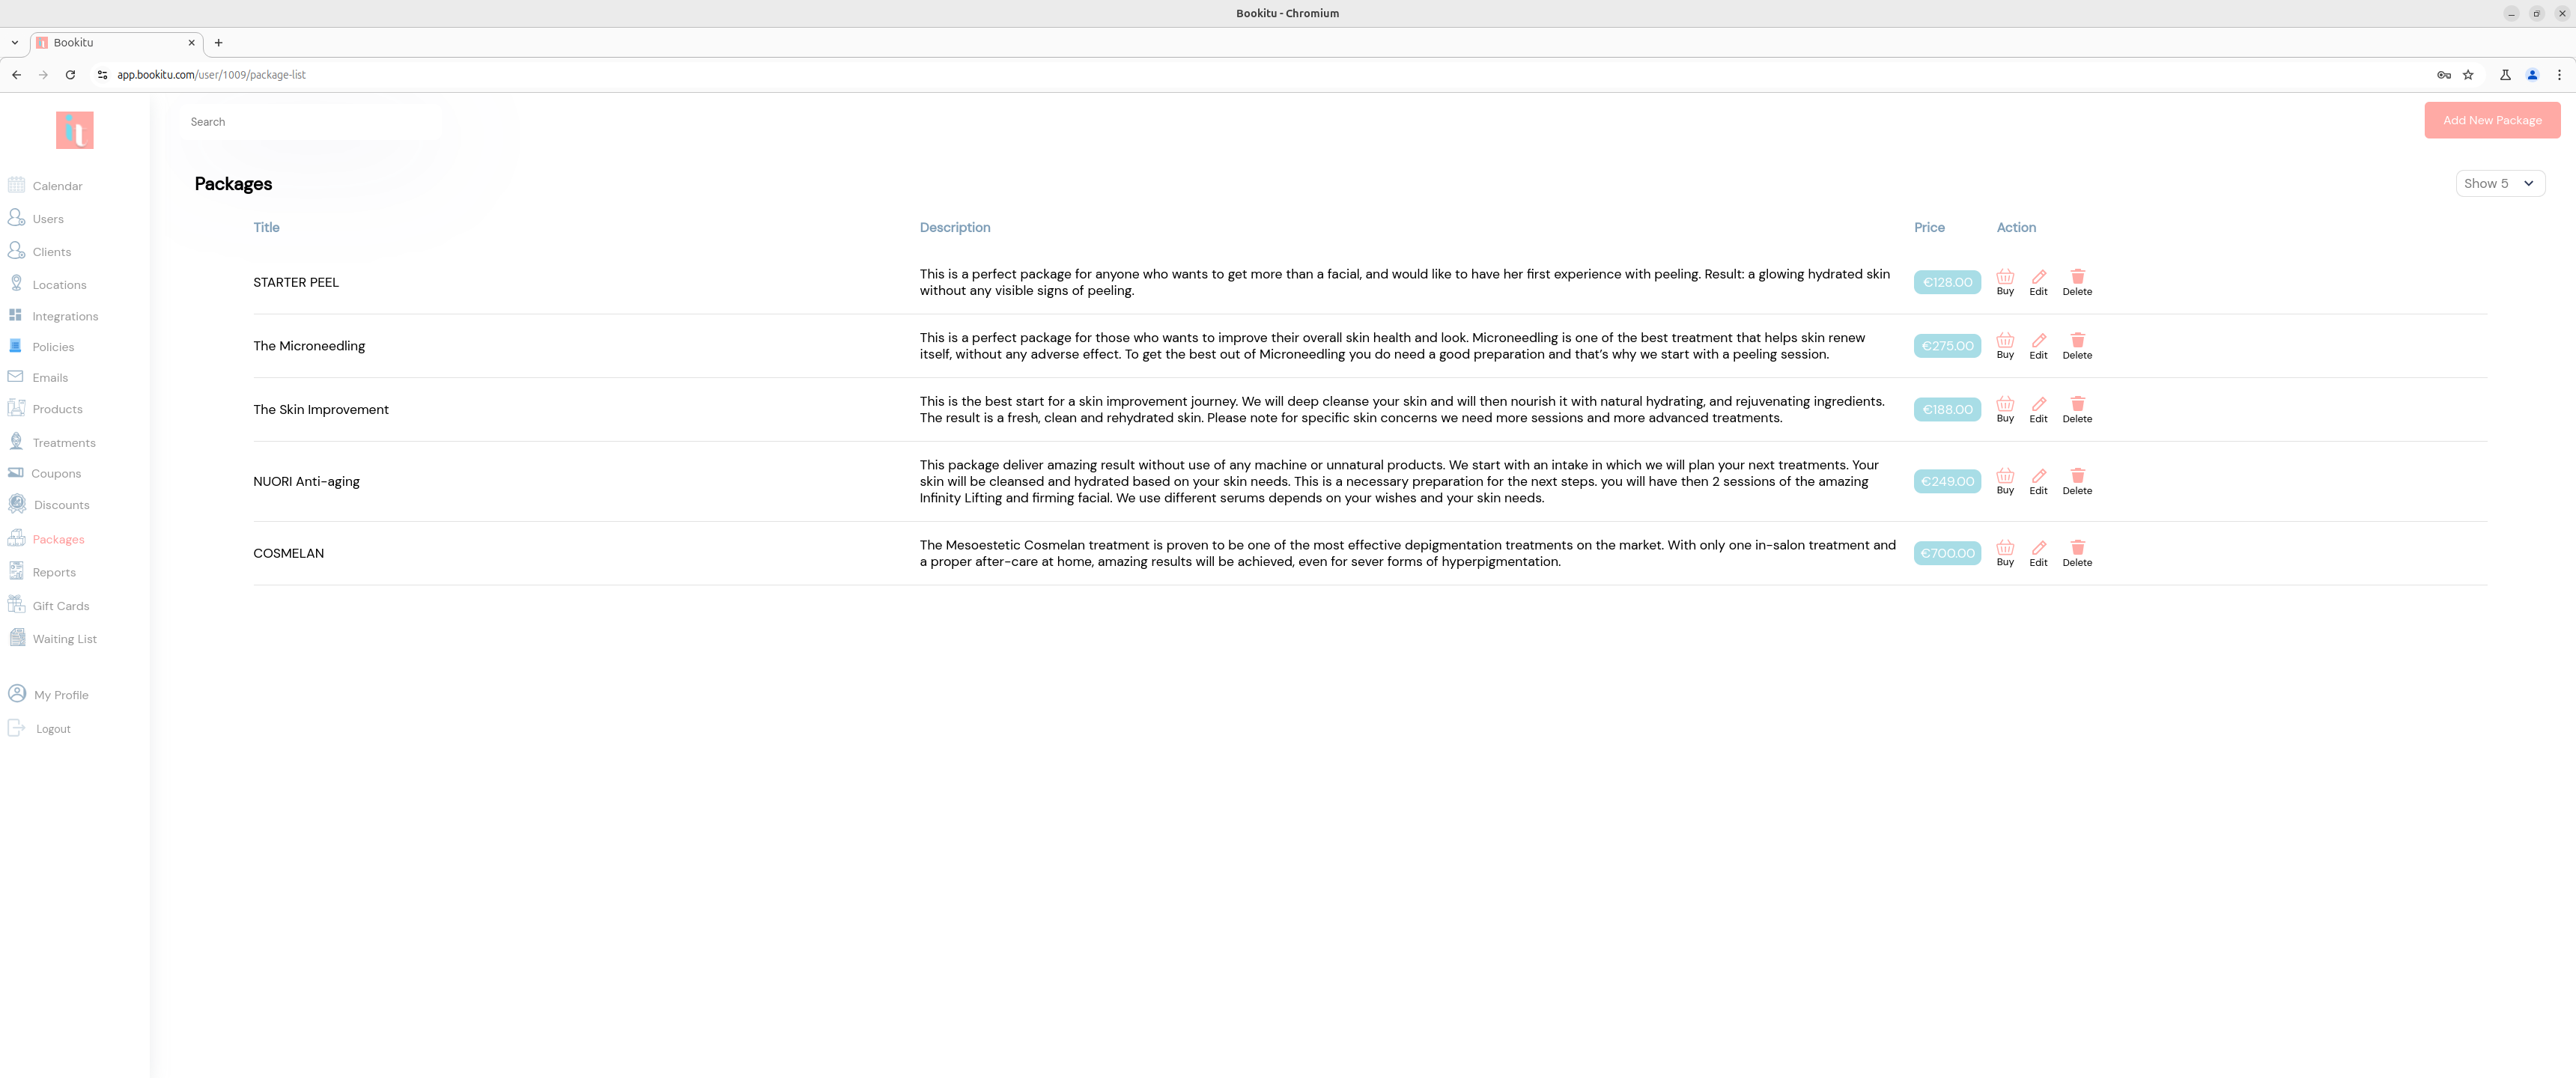 Bookitu - Chromium
Bookitu
app.bookitu.com/user/1009/package-list
it
Search
Add New Package
Calendar
Users
Clients
Locations
Integrations
Policies
Emails
Products
Treatments
Coupons
Discounts
Packages
Reports
Gift Cards
Waiting List
My Profile
Logout
Packages
Show 5
Title Description Price Action
STARTER PEEL
This is a perfect package for anyone who wants to get more than a facial, and would like to have her first experience with peeling. Result: a glowing hydrated skin
without any visible signs of peeling.
€128.00
Buy Edit Delete
The Microneedling
This is a perfect package for those who wants to improve their overall skin health and look. Microneedling is one of the best treatment that helps skin renew
itself, without any adverse effect. To get the best out of Microneedling you do need a good preparation and that's why we start with a peeling session.
€275.00
Buy Edit Delete
The Skin Improvement
This is the best start for a skin improvement journey. We will deep cleanse your skin and will then nourish it with natural hydrating, and rejuvenating ingredients.
The result is a fresh, clean and rehydrated skin. Please note for specific skin concerns we need more sessions and more advanced treatments.
€188.00
Buy Edit Delete
NUORI Anti-aging
This package deliver amazing result without use of any machine or unnatural products. We start with an intake in which we will plan your next treatments. Your
skin will be cleansed and hydrated based on your skin needs. This is a necessary preparation for the next steps. you will have then 2 sessions of the amazing
Infinity Lifting and firming facial. We use different serums depends on your wishes and your skin needs.
€249.00
Buy Edit Delete
COSMELAN
The Mesoestetic Cosmelan treatment is proven to be one of the most effective depigmentation treatments on the market. With only one in-salon treatment and
a proper after-care at home, amazing results will be achieved, even for sever forms of hyperpigmentation.
€700.00
Buy Edit Delete